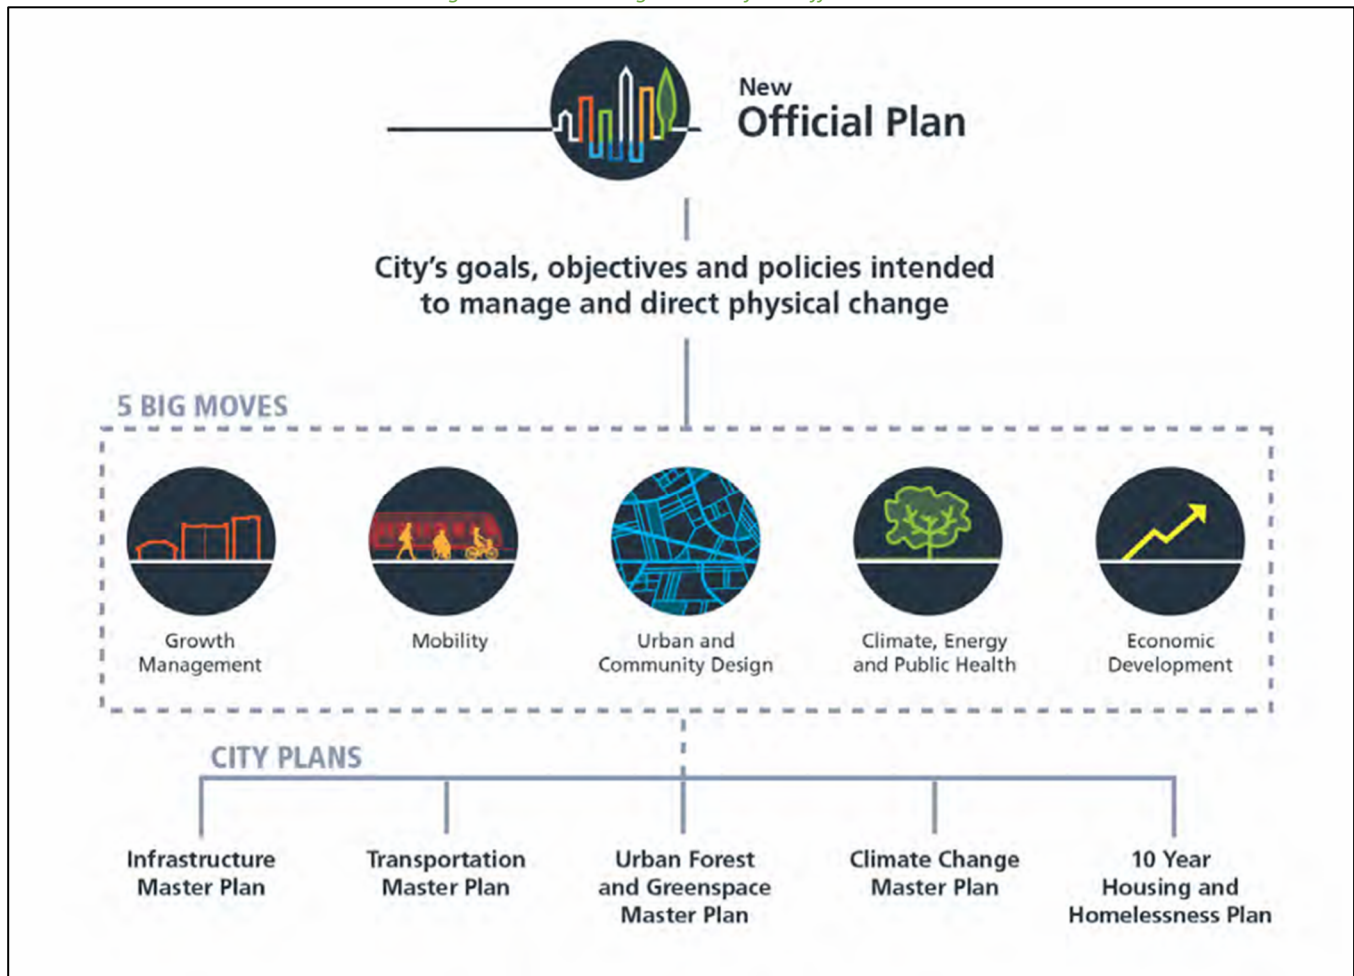 New
Official Plan
City's goals, objectives and policies intended
to manage and direct physical change
5 BIG MOVES
Growth
Management
Mobility
Urban and
Community Design
Climate, Energy
and Public Health
Economic
Development
CITY PLANS
Infrastructure
Master Plan
Transportation
Master Plan
Urban Forest
and Greenspace
Master Plan
Climate Change
Master Plan
10 Year
Housing and
Homelessness Plan